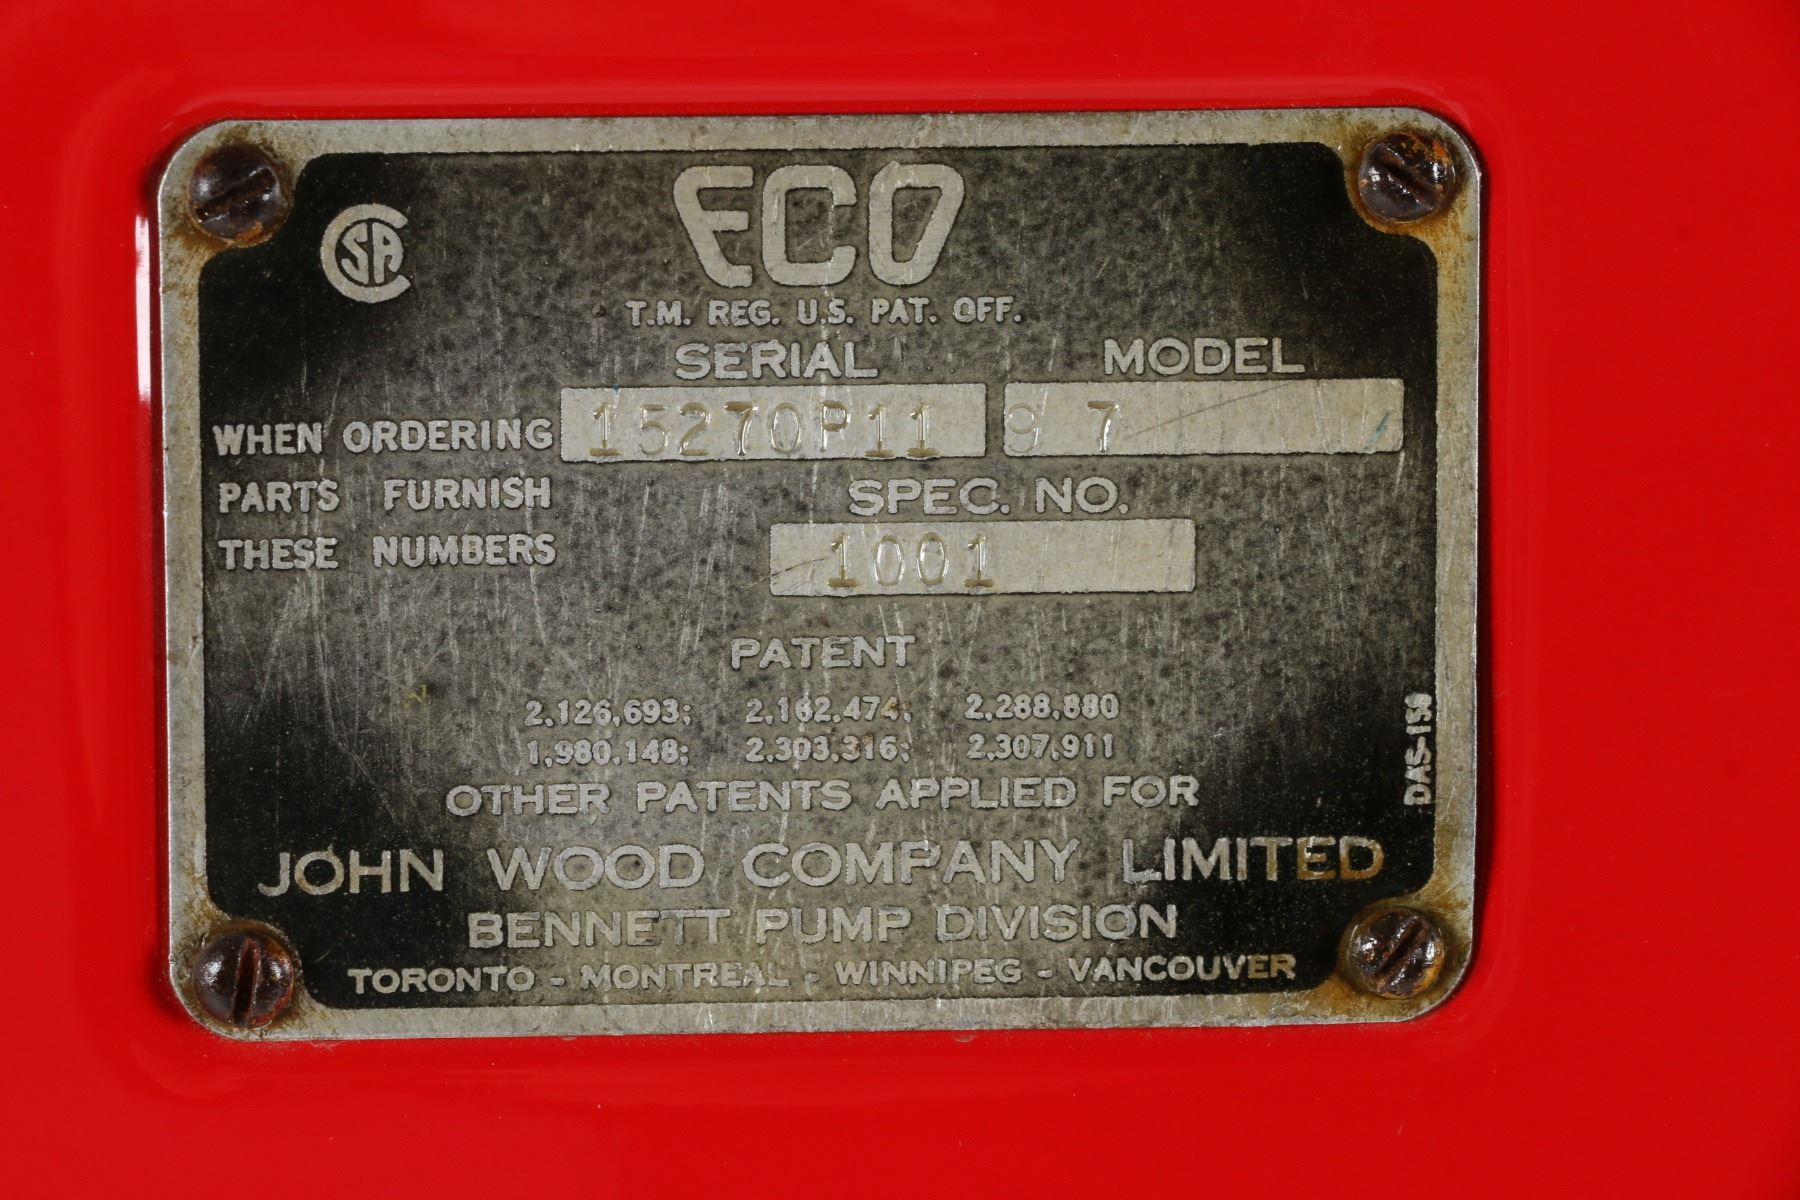 CSA
ECO
T.M. REG. U.S. PAT. OFF.
SERIAL MODEL
WHEN ORDERING 15270P11 9 7
PARTS FURNISH SPEC. NO.
THESE NUMBERS 1001
PATENT
2,126,693; 2,162,474, 2,288,880
1,980,148; 2,303,316; 2,307,911
DAS-158
OTHER PATENTS APPLIED FOR
JOHN WOOD COMPANY LIMITED
BENNETT PUMP DIVISION
TORONTO - MONTREAL - WINNIPEG - VANCOUVER